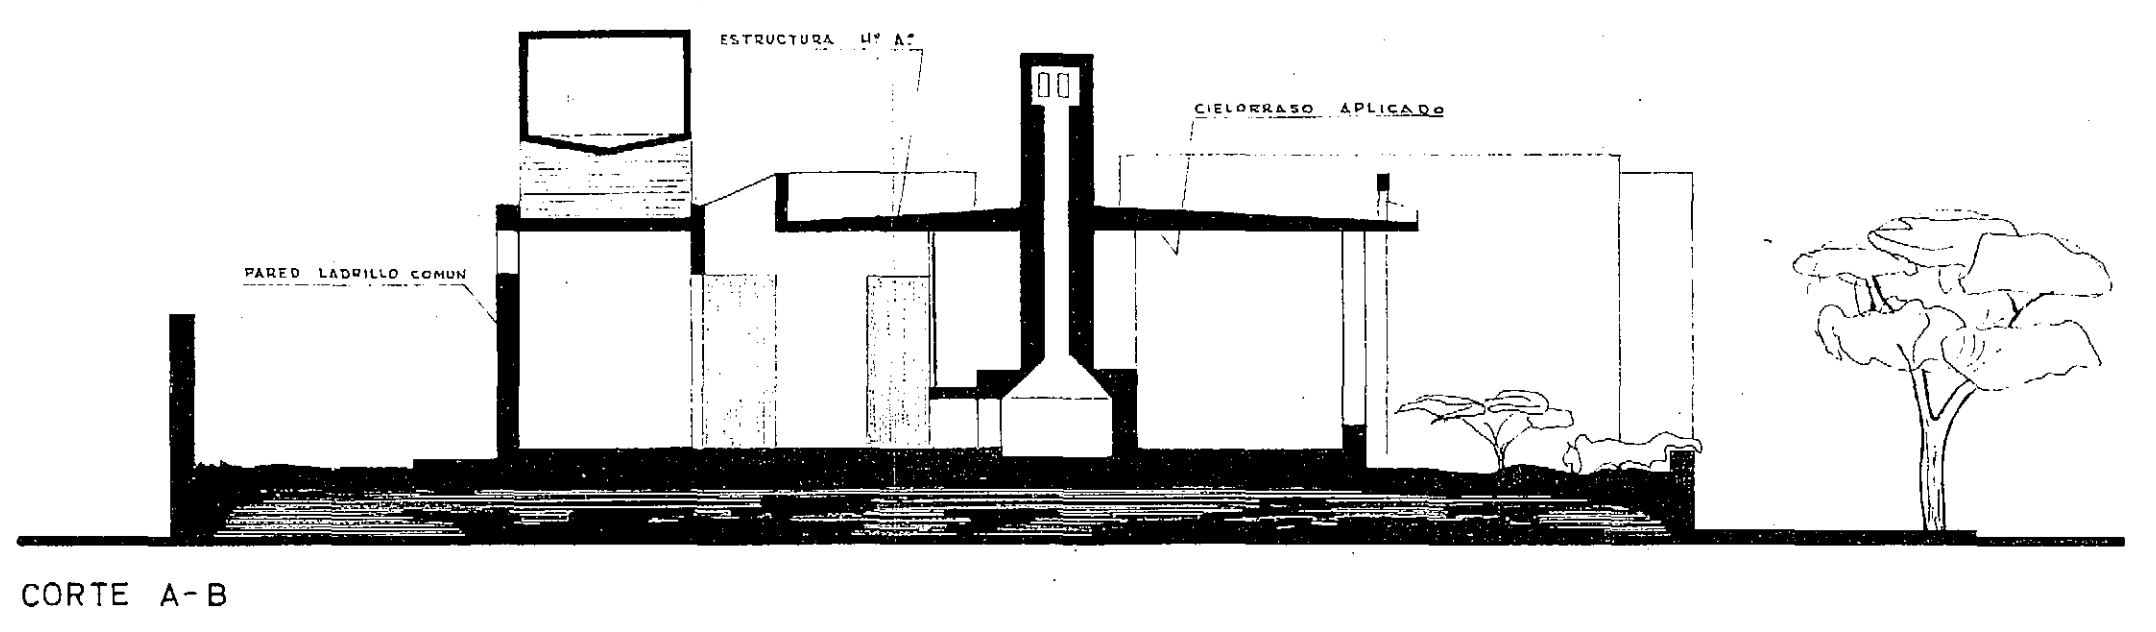 ESTRUCTURA Hº Aº
CIELORRASO APLICADO
PARED LADRILLO COMUN
CORTE A-B